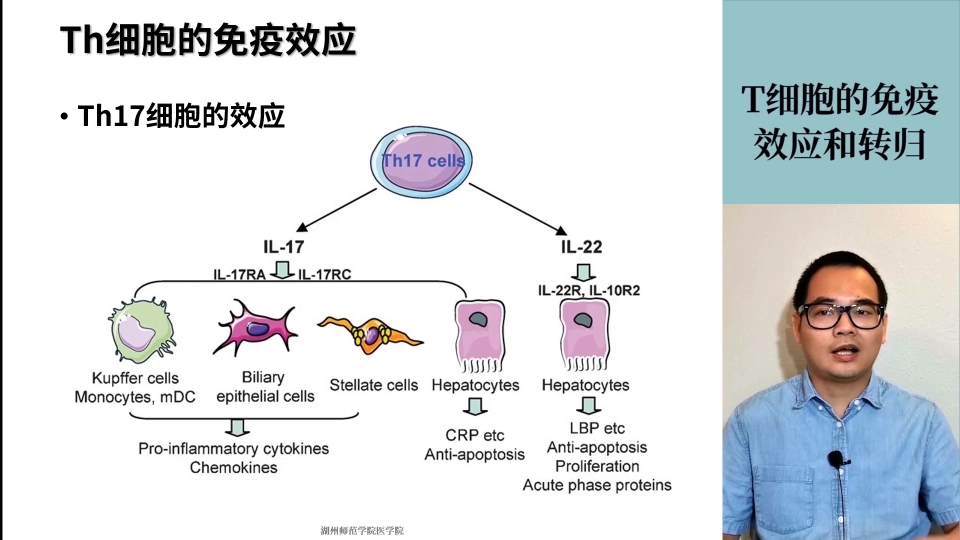 Th细胞的免疫效应
• Th17细胞的效应
Th17 cells
IL-17
IL-22
IL-17RA
IL-17RC
IL-22R, IL-10R2
Kupffer cells
Monocytes, mDC
Biliary
epithelial cells
Stellate cells
Hepatocytes
Hepatocytes
Pro-inflammatory cytokines
Chemokines
CRP etc
Anti-apoptosis
LBP etc
Anti-apoptosis
Proliferation
Acute phase proteins
湖州师范学院医学院
T细胞的免疫
效应和转归